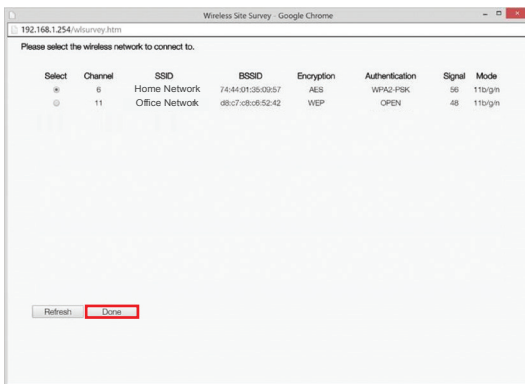 Wireless Site Survey - Google Chrome
192.168.1.254/wlsurvey.htm
Please select the wireless network to connect to.
Select Channel SSID BSSID Encryption Authentication Signal Mode
6 Home Network 74:44:01:35:09:57 AES WPA2-PSK 56 11b/g/n
11 Office Network d8:c7:c8:c6:52:42 WEP OPEN 48 11b/g/n
Refresh Done